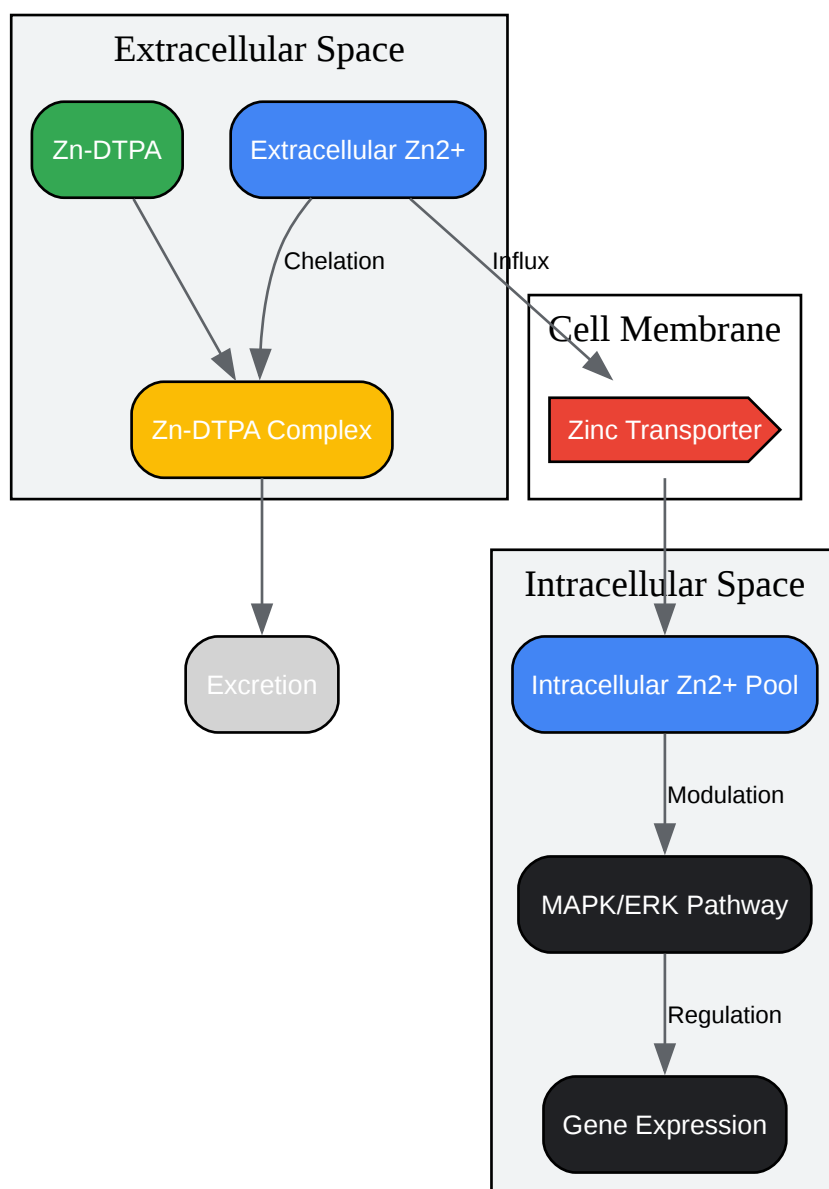 Extracellular Space
Zn-DTPA
Extracellular Zn2+
Chelation
Influx
Cell Membrane
Zn-DTPA Complex
Zinc Transporter
Intracellular Space
Excretion
Intracellular Zn2+ Pool
Modulation
MAPK/ERK Pathway
Regulation
Gene Expression